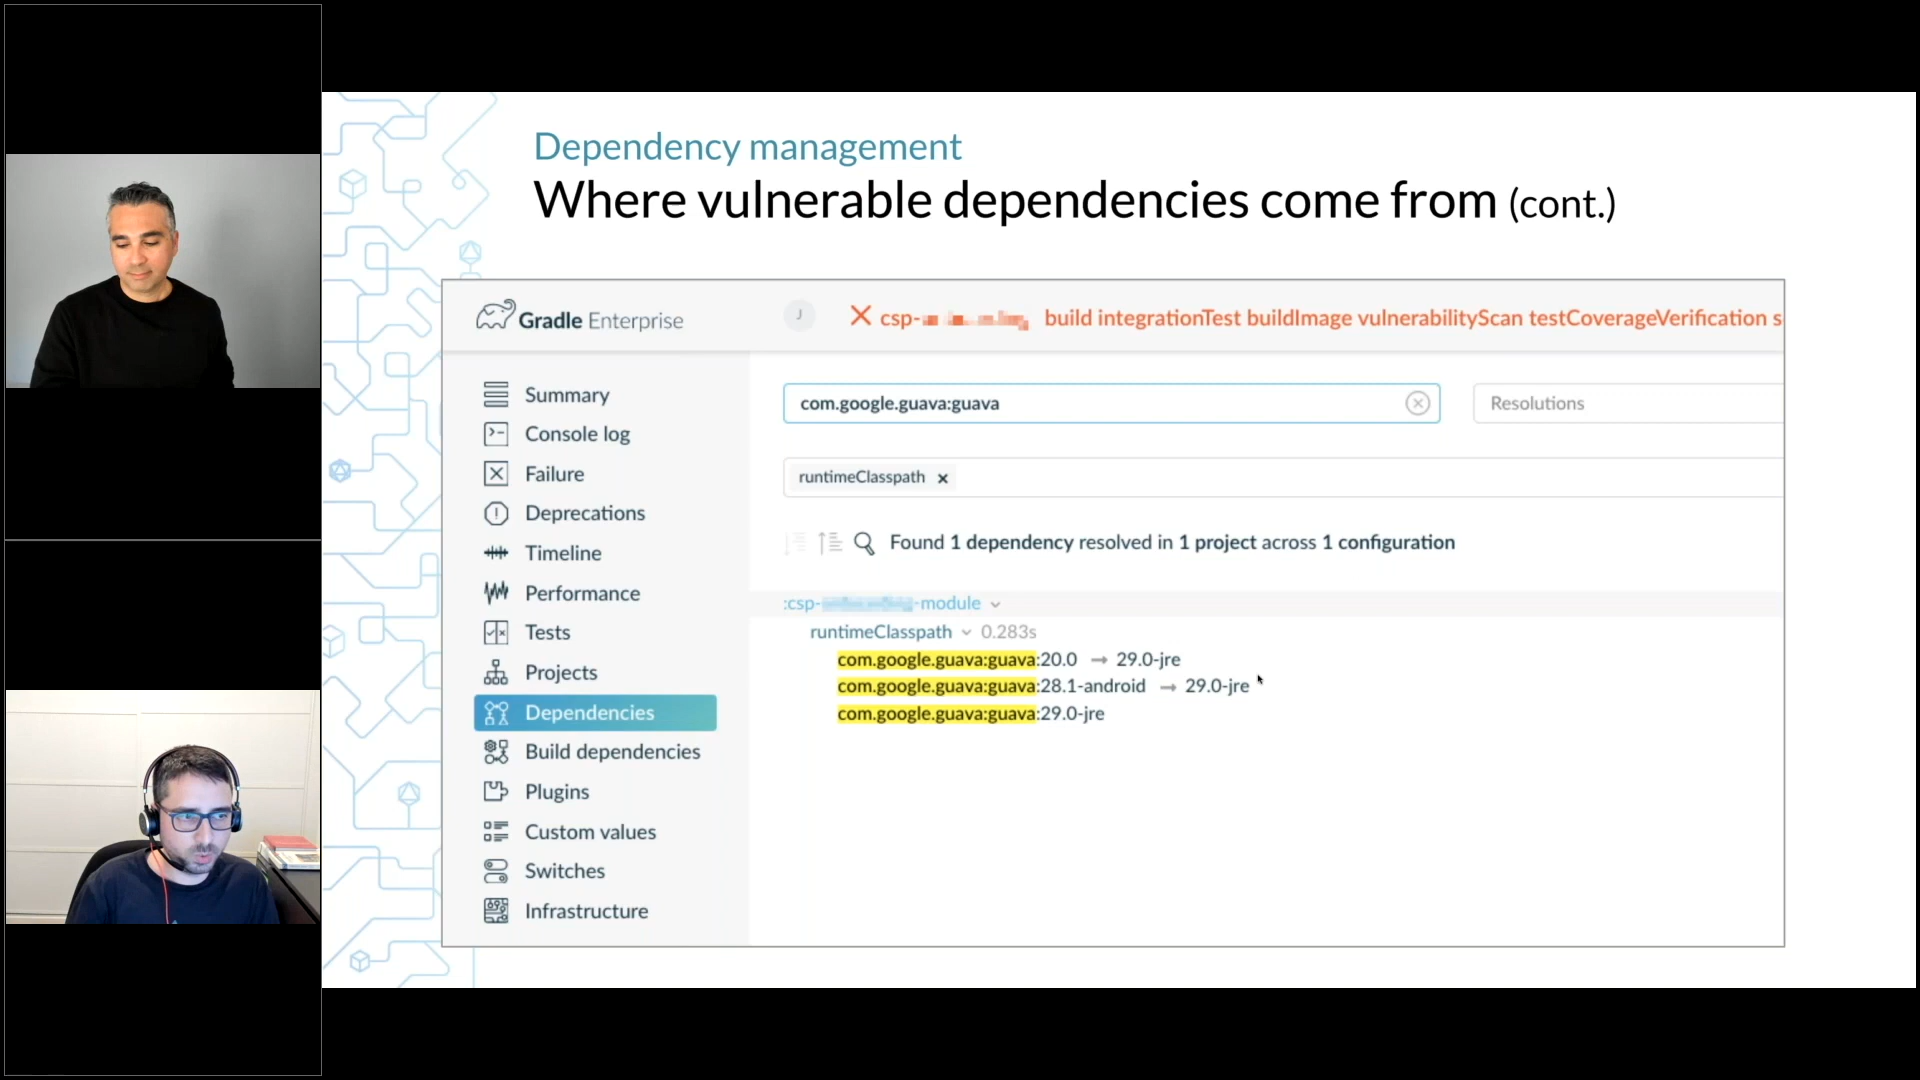 Dependency management
Where vulnerable dependencies come from (cont.)
Gradle Enterprise
J
csp- build integrationTest buildImage vulnerabilityScan testCoverageVerification s
Summary
Console log
Failure
Deprecations
Timeline
Performance
Tests
Projects
Dependencies
Build dependencies
Plugins
Custom values
Switches
Infrastructure
com.google.guava:guava
Resolutions
runtimeClasspath
Found 1 dependency resolved in 1 project across 1 configuration
:csp- -module
runtimeClasspath 0.283s
com.google.guava:guava:20.0 → 29.0-jre
com.google.guava:guava:28.1-android → 29.0-jre
com.google.guava:guava:29.0-jre